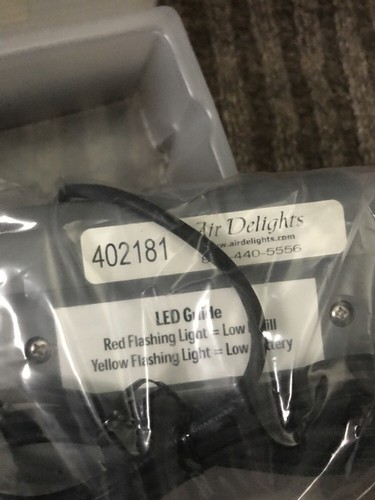 402181
Air Delights
www.airdelights.com
440-5556
LED Guide
Red Flashing Light = Low
Yellow Flashing Light = Low